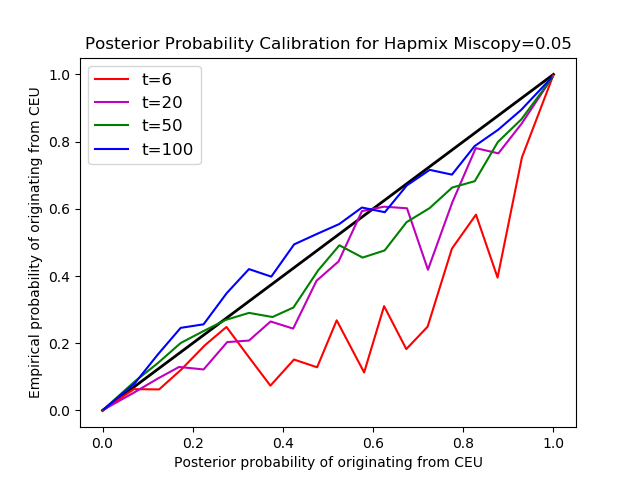 Posterior Probability Calibration for Hapmix Miscopy=0.05
Empirical probability of originating from CEU
1.0
0.8
0.6
0.4
0.2
0.0
t=6
t=20
t=50
t=100
0.0 0.2 0.4 0.6 0.8 1.0
Posterior probability of originating from CEU